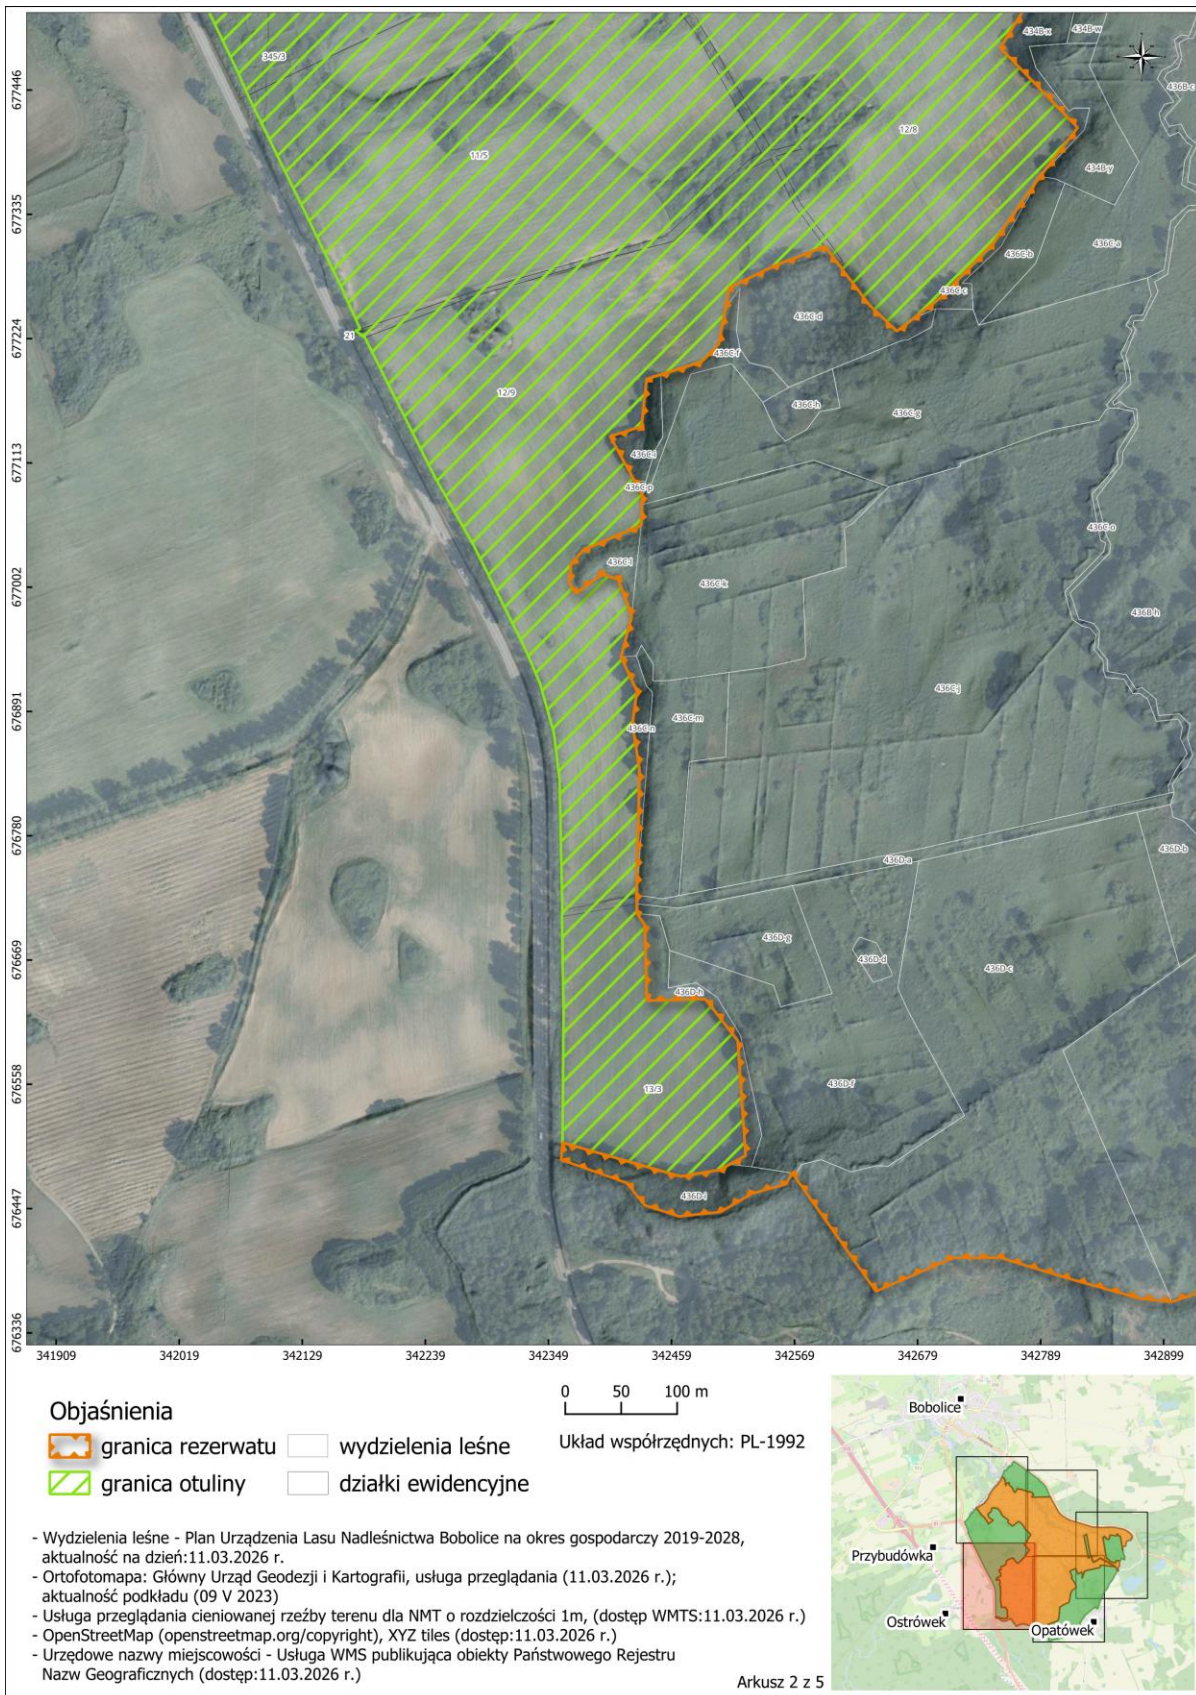 434B-x
434B-w
345/3
436B-c
677446
12/8
11/5
434B-y
677335
436C-a
436C-b
436C-c
436C-d
677224
21
436C-f
12/9
436C-h
436C-g
677113
436C-i
436C-p
436C-o
436C-l
677002
436C-k
436B-h
436C-j
676891
436C-m
436C-n
676780
436D-b
436D-a
436D-g
676669
436D-d
436D-c
436D-h
676558
13/3
436D-f
676447
436D-i
676336
341909 342019 342129 342239 342349 342459 342569 342679 342789 342899
Objaśnienia
granica rezerwatu
wydzielenia leśne
granica otuliny
działki ewidencyjne
0 50 100 m
Układ współrzędnych: PL-1992
- Wydzielenia leśne - Plan Urządzenia Lasu Nadleśnictwa Bobolice na okres gospodarczy 2019-2028,
aktualność na dzień:11.03.2026 r.
- Ortofotomapa: Główny Urząd Geodezji i Kartografii, usługa przeglądania (11.03.2026 r.);
aktualność podkładu (09 V 2023)
- Usługa przeglądania cieniowanej rzeźby terenu dla NMT o rozdzielczości 1m, (dostęp WMTS:11.03.2026 r.)
- OpenStreetMap (openstreetmap.org/copyright), XYZ tiles (dostęp:11.03.2026 r.)
- Urzędowe nazwy miejscowości - Usługa WMS publikująca obiekty Państwowego Rejestru
Nazw Geograficznych (dostęp:11.03.2026 r.)
Arkusz 2 z 5
Bobolice
Przybudówka
Ostrówek
Opatówek